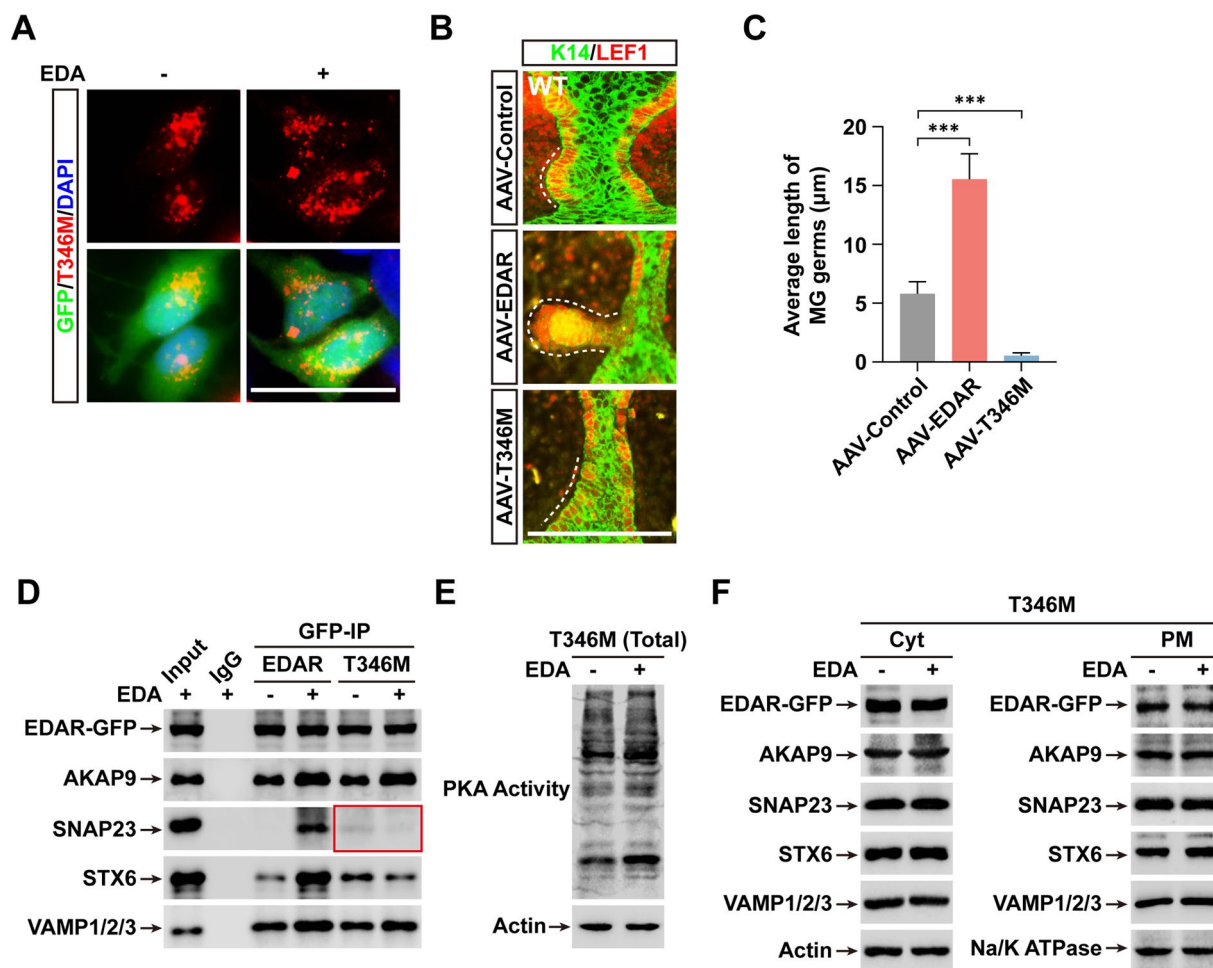 A
EDA
-
+
GFP/T346M/DAPI
B
K14/LEF1
WT
AAV-Control
AAV-EDAR
AAV-T346M
C
***
***
Average length of
MG germs (μm)
20
15
10
5
0
AAV-Control
AAV-EDAR
AAV-T346M
D
GFP-IP
Input
IgG
EDAR
T346M
EDA + + - + - +
EDAR-GFP
AKAP9
SNAP23
STX6
VAMP1/2/3
E
T346M (Total)
EDA - +
PKA Activity
Actin
F
T346M
Cyt
EDA - +
EDAR-GFP
AKAP9
SNAP23
STX6
VAMP1/2/3
Actin
PM
EDA - +
EDAR-GFP
AKAP9
SNAP23
STX6
VAMP1/2/3
Na/K ATPase